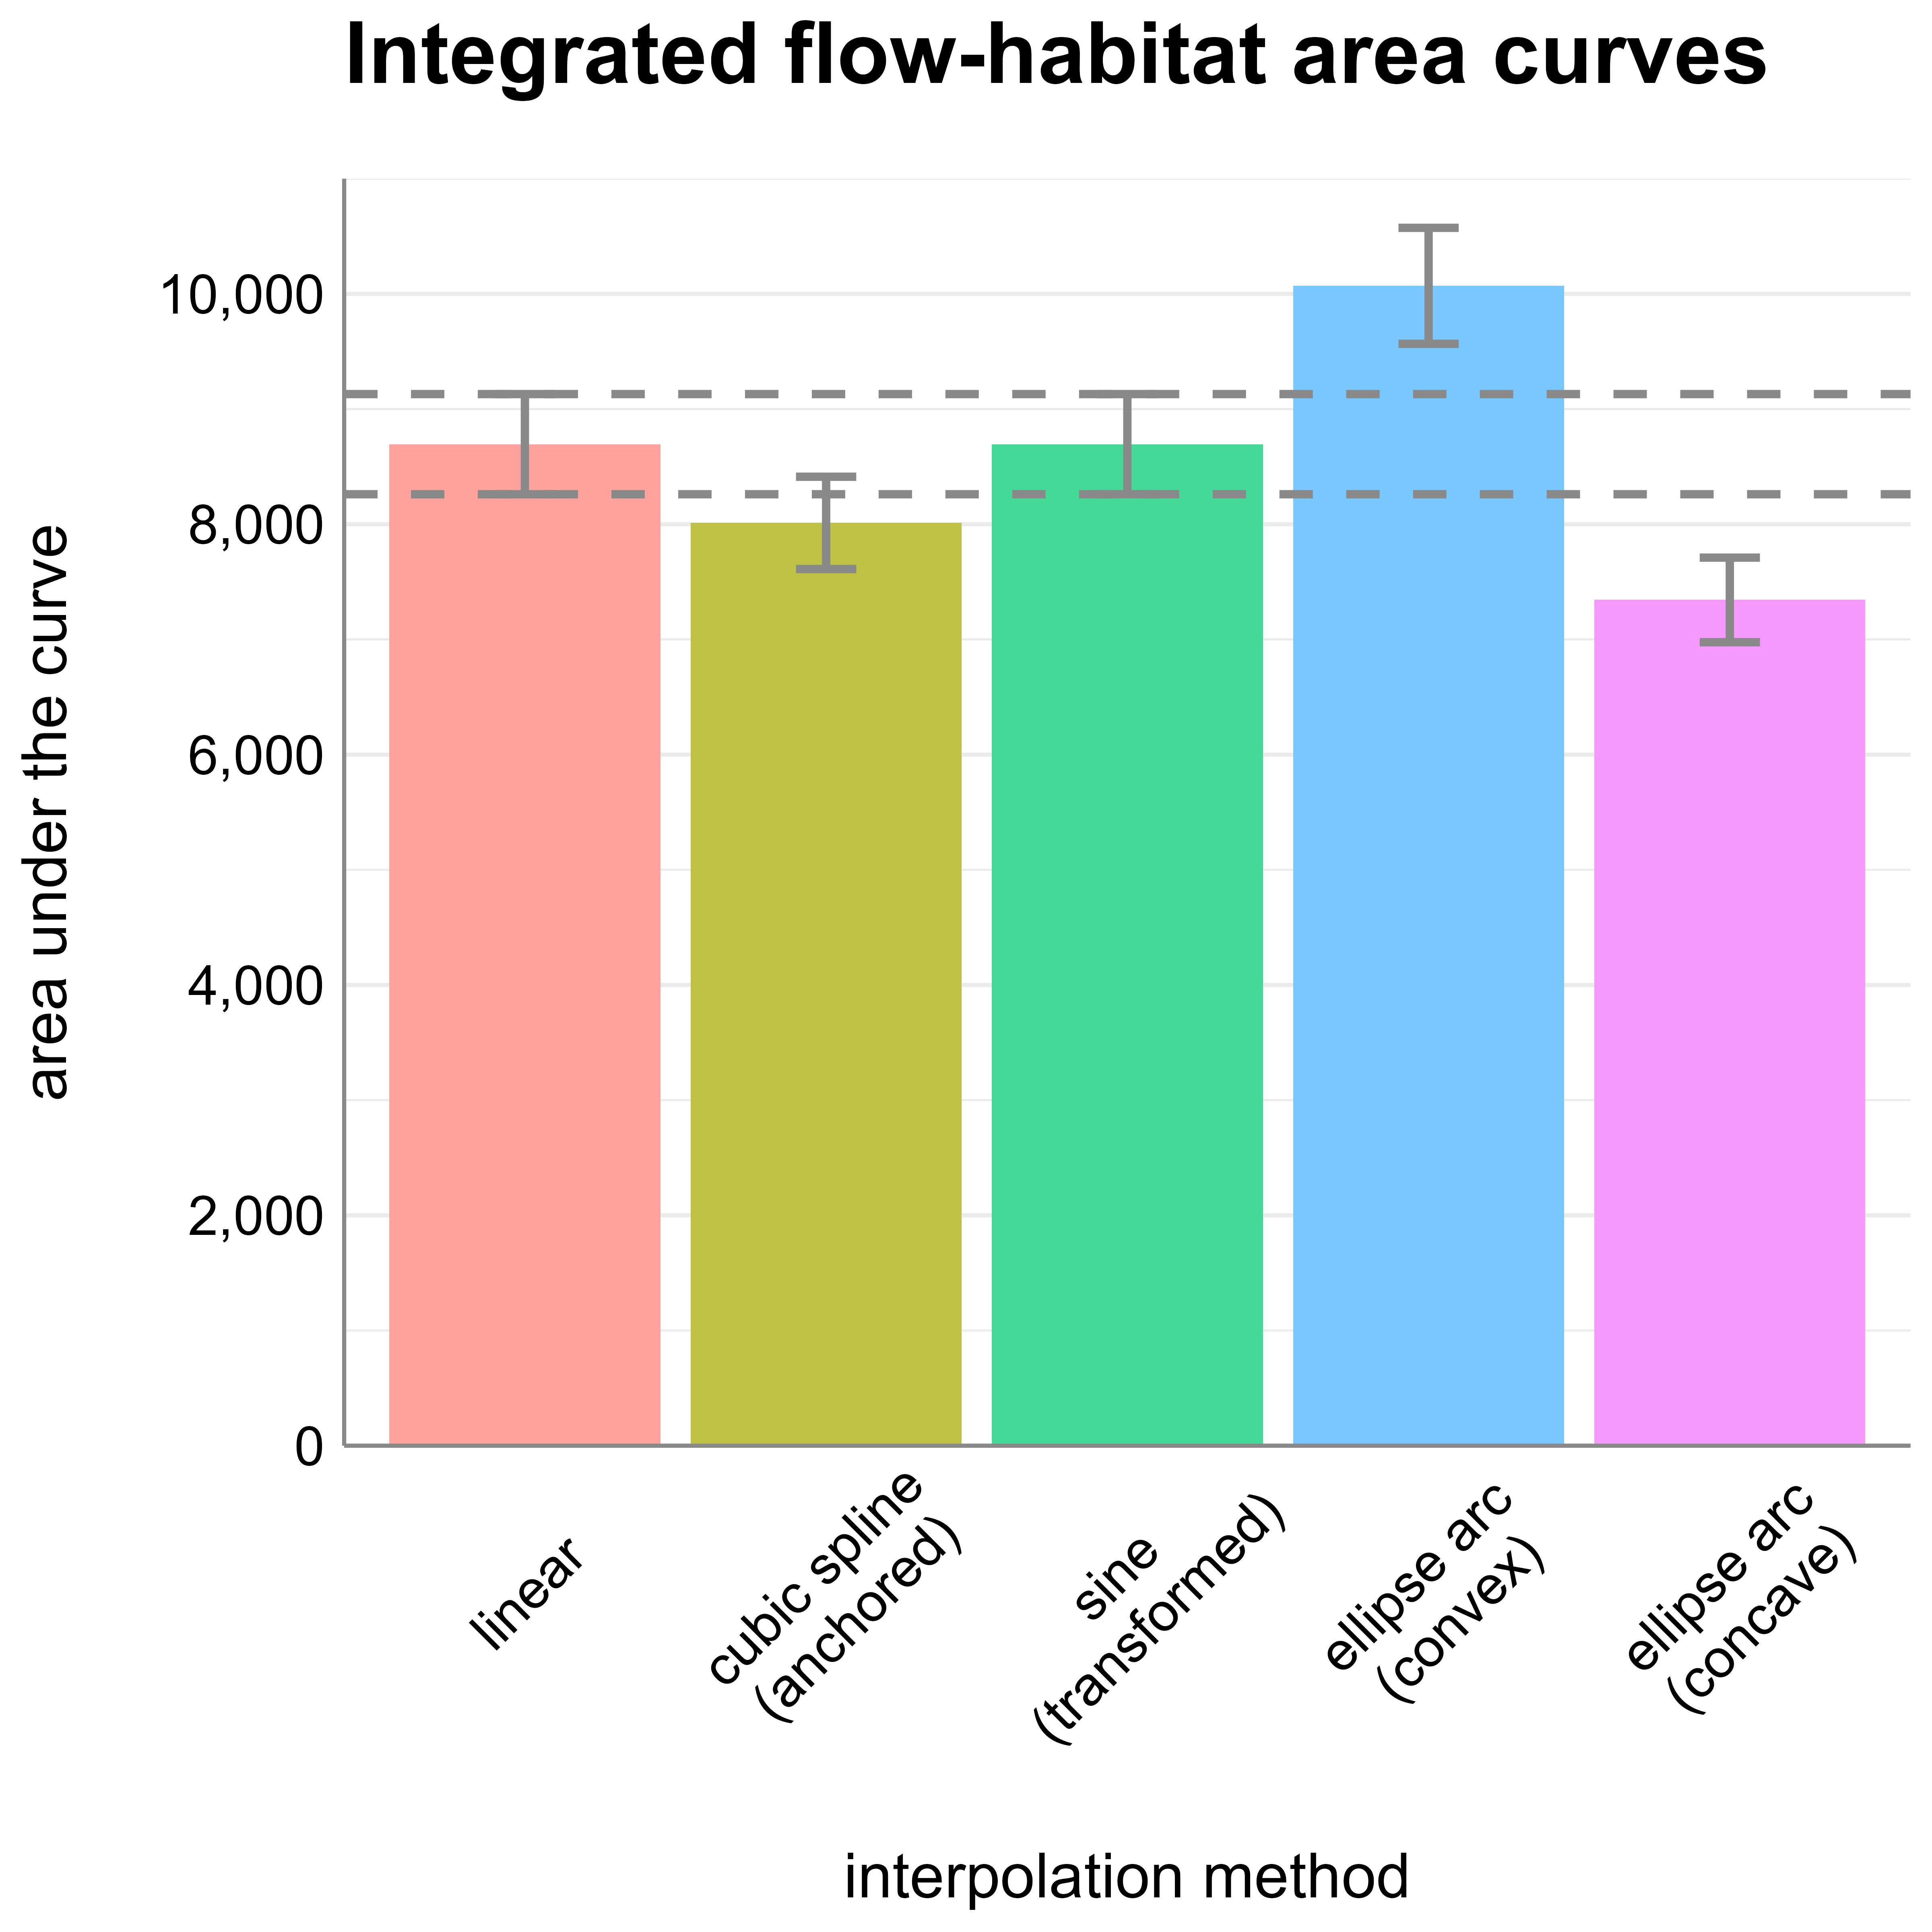 Integrated flow-habitat area curves
area under the curve
10,000
8,000
6,000
4,000
2,000
0
linear
cubic spline
(anchored)
sine
(transformed)
ellipse arc
(convex)
ellipse arc
(concave)
interpolation method